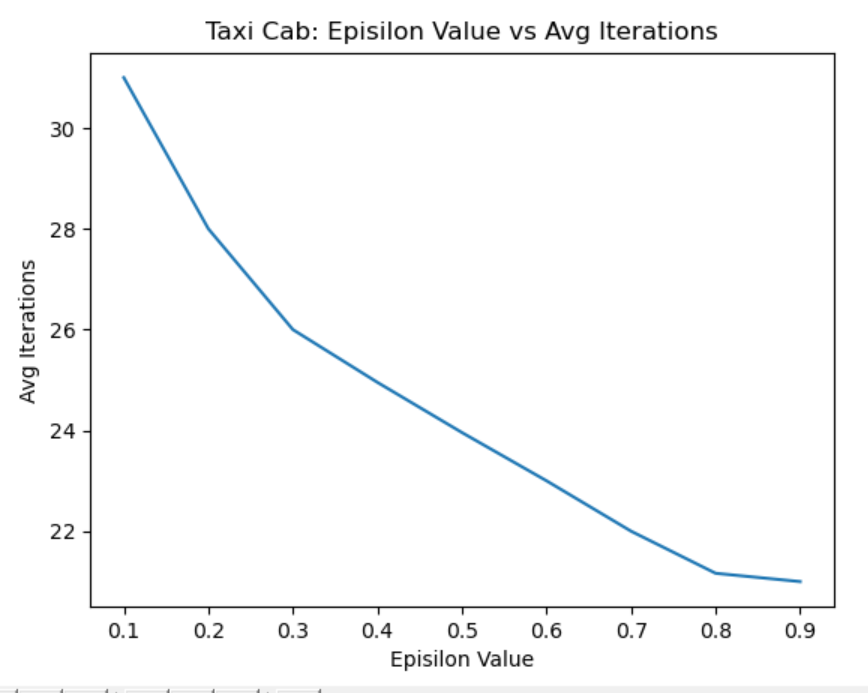 Taxi Cab: Episilon Value vs Avg Iterations
30
28
26
24
22
Avg Iterations
0.1 0.2 0.3 0.4 0.5 0.6 0.7 0.8 0.9
Episilon Value